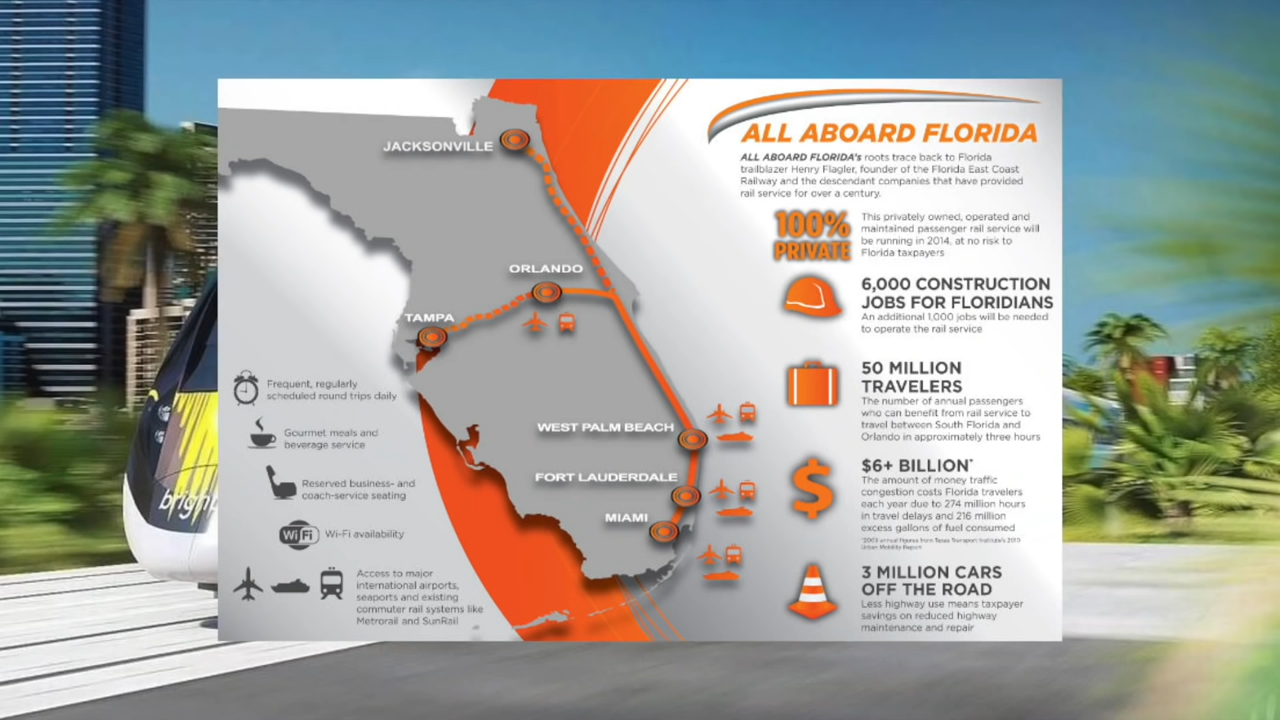 JACKSONVILLE
ORLANDO
TAMPA
WEST PALM BEACH
FORT LAUDERDALE
MIAMI
Frequent, regularly
scheduled round trips daily
Gourmet meals and
beverage service
Reserved business- and
coach-service seating
WiFi
Wi-Fi availability
Access to major
international airports,
seaports and existing
commuter rail systems like
Metrorail and SunRail
ALL ABOARD FLORIDA
ALL ABOARD FLORIDA's roots trace back to Florida
trailblazer Henry Flagler, founder of the Florida East Coast
Railway and the descendant companies that have provided
rail service for over a century.
100%
PRIVATE
This privately owned, operated and
maintained passenger rail service will
be running in 2014, at no risk to
Florida taxpayers
6,000 CONSTRUCTION
JOBS FOR FLORIDIANS
An additional 1,000 jobs will be needed
to operate the rail service
50 MILLION
TRAVELERS
The number of annual passengers
who can benefit from rail service to
travel between South Florida and
Orlando in approximately three hours
$
$6+ BILLION*
The amount of money traffic
congestion costs Florida travelers
each year due to 274 million hours
in travel delays and 216 million
excess gallons of fuel consumed
annual figures from Texas Transport Institute's 2010
Urban Mobility Report
3 MILLION CARS
OFF THE ROAD
Less highway use means taxpayer
savings on reduced highway
maintenance and repair
bright